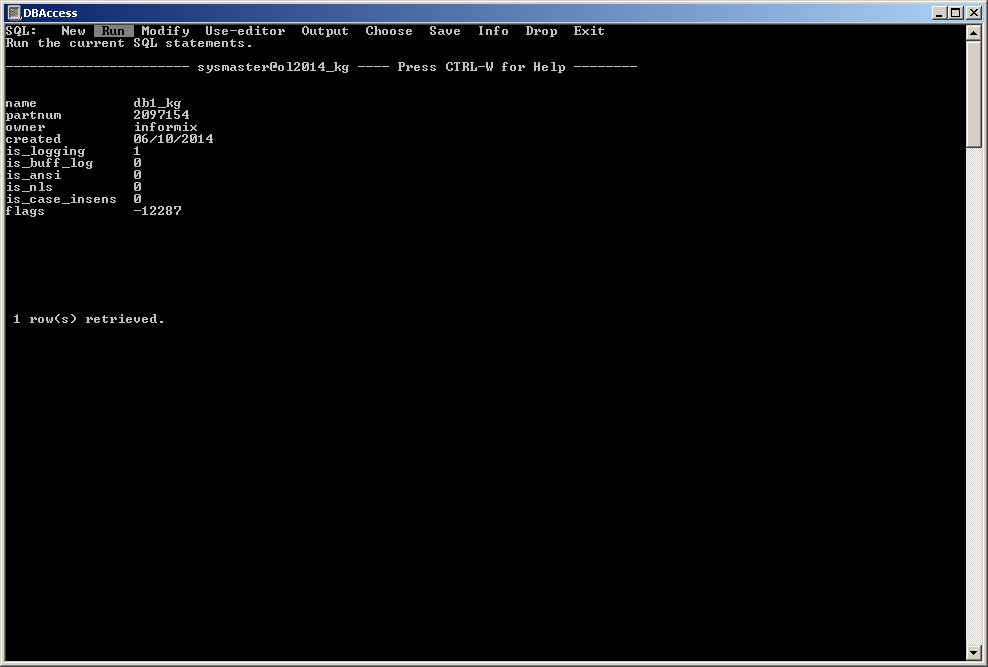 DBAccess
SQL:   New  Run  Modify  Use-editor  Output  Choose  Save  Info  Drop  Exit
Run the current SQL statements.
----------------------- sysmaster@ol2014_kg ---- Press CTRL-W for Help --------
name            db1_kg
partnum         2097154
owner           informix
created         06/10/2014
is_logging      1
is_buff_log     0
is_ansi         0
is_nls          0
is_case_insens  0
flags           -12287
1 row(s) retrieved.